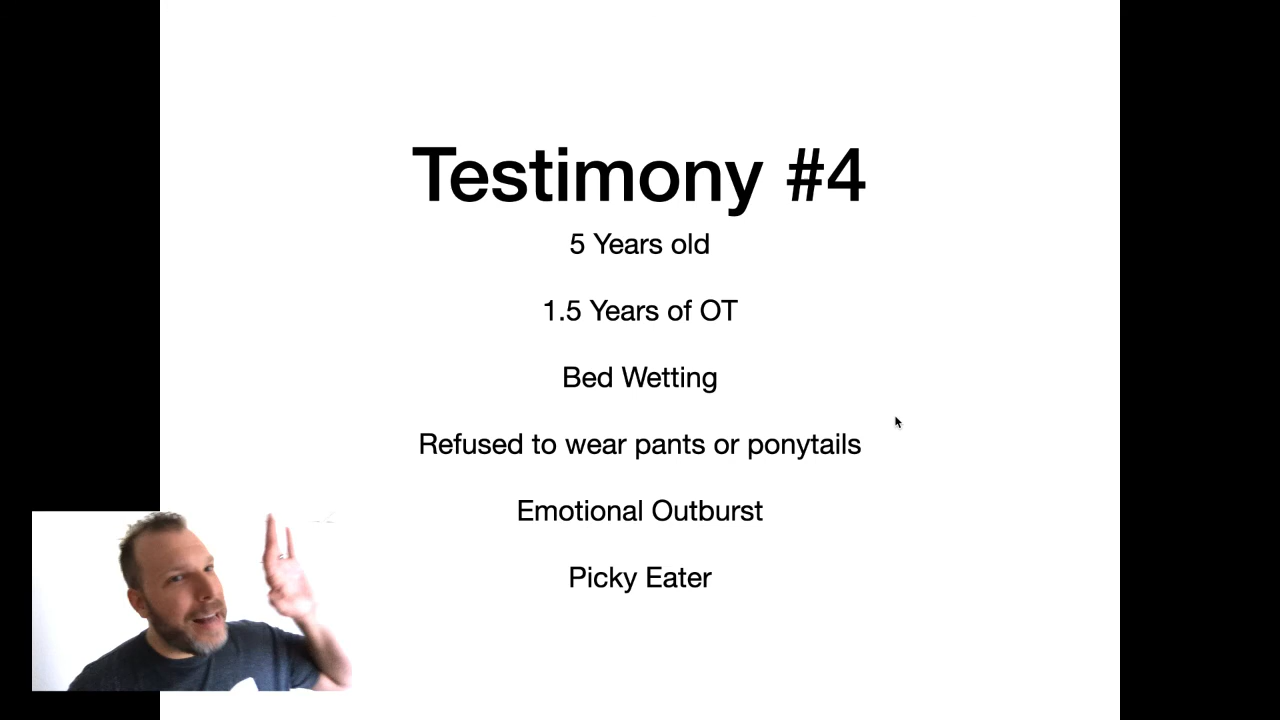 Testimony #4
5 Years old
1.5 Years of OT
Bed Wetting
Refused to wear pants or ponytails
Emotional Outburst
Picky Eater